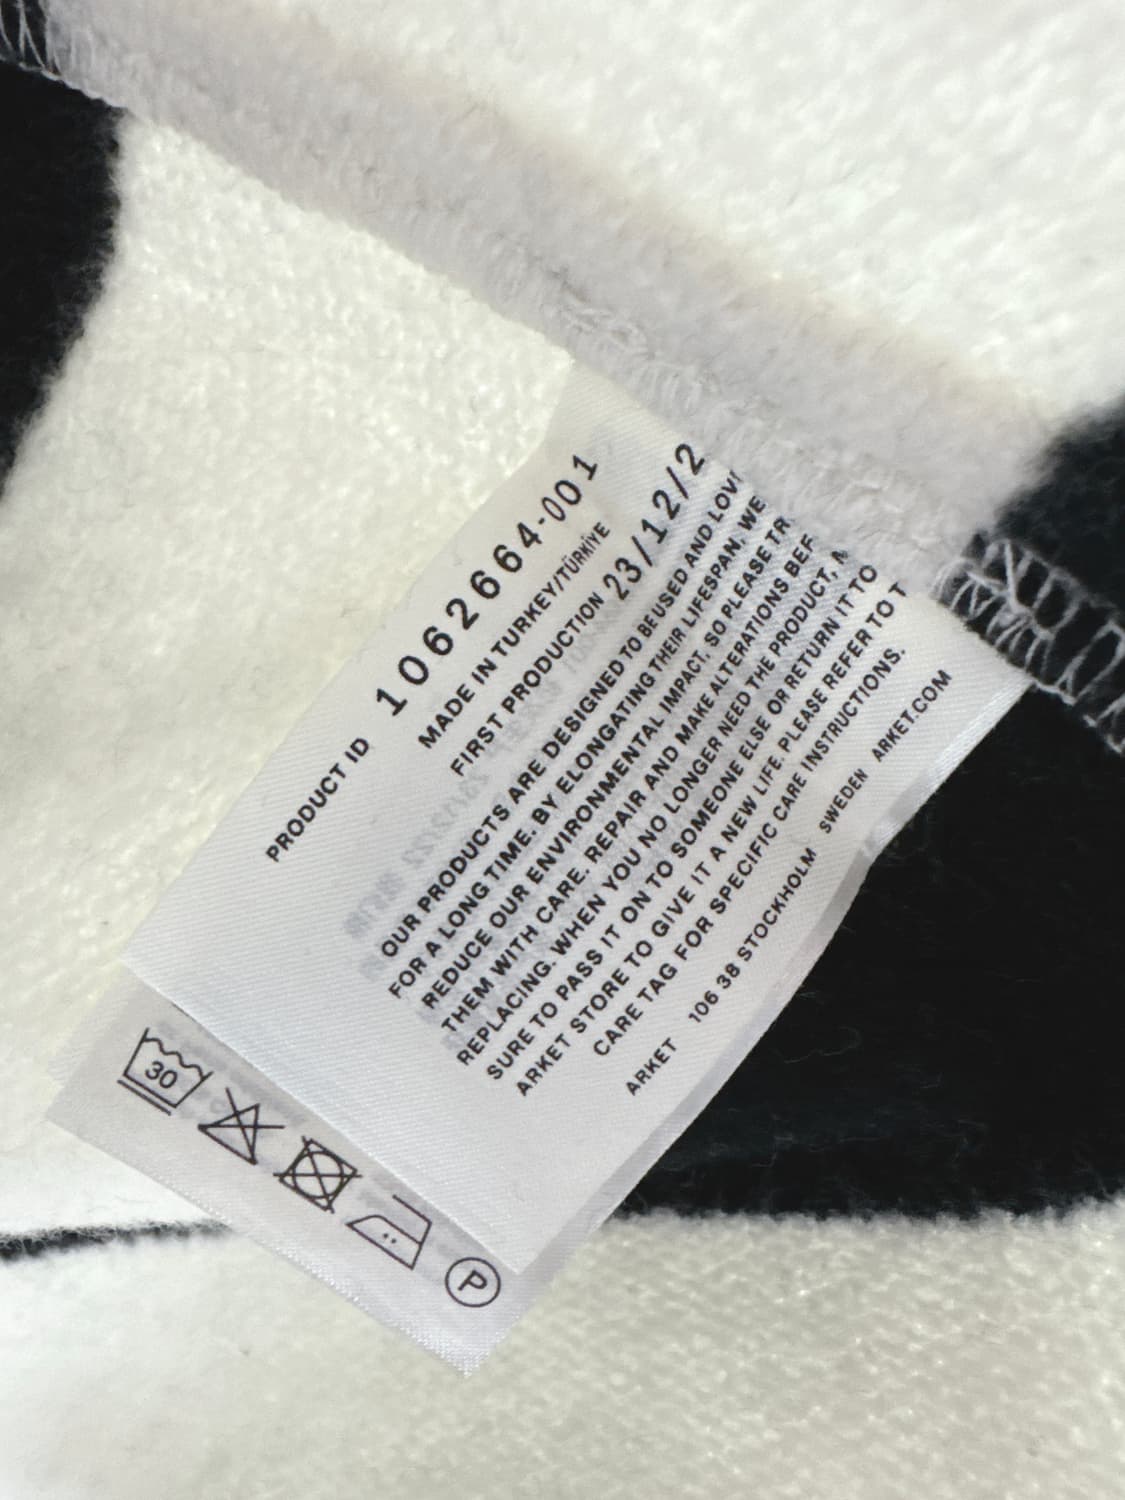 PRODUCT ID 1062664-001
MADE IN TURKEY/TÜRKİYE
FIRST PRODUCTION 23/12/2
OUR PRODUCTS ARE DESIGNED TO BE USED AND LOV
FOR A LONG TIME. BY ELONGATING THEIR LIFESPAN, WE
REDUCE OUR ENVIRONMENTAL IMPACT, SO PLEASE TR
THEM WITH CARE. REPAIR AND MAKE ALTERATIONS BEF
REPLACING. WHEN YOU NO LONGER NEED THE PRODUCT, M
SURE TO PASS IT ON TO SOMEONE ELSE OR RETURN IT TO
ARKET STORE TO GIVE IT A NEW LIFE. PLEASE REFER TO T
CARE TAG FOR SPECIFIC CARE INSTRUCTIONS.
ARKET 106 38 STOCKHOLM SWEDEN ARKET.COM
30
P